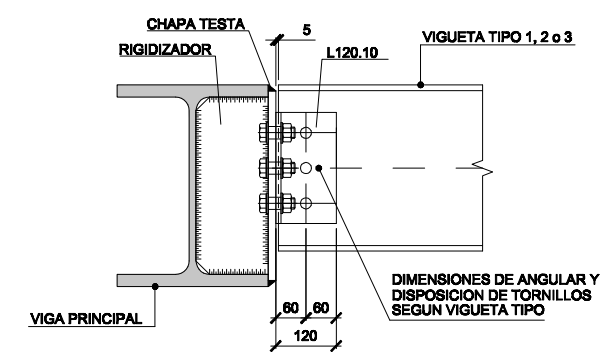 CHAPA TESTA
5
VIGUETA TIPO 1, 2 o 3
RIGIDIZADOR
L120.10
DIMENSIONES DE ANGULAR Y
DISPOSICION DE TORNILLOS
SEGUN VIGUETA TIPO
60 60
VIGA PRINCIPAL
120